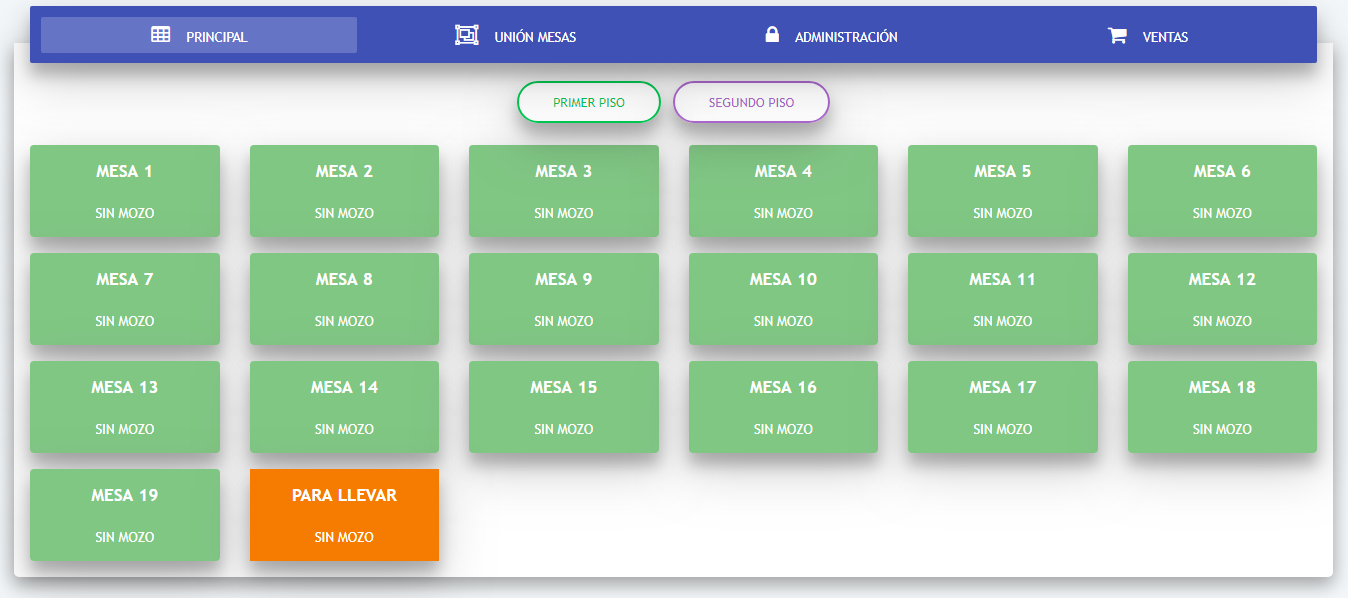 PRINCIPAL
UNIÓN MESAS
ADMINISTRACIÓN
VENTAS
PRIMER PISO
SEGUNDO PISO
MESA 1
SIN MOZO
MESA 2
SIN MOZO
MESA 3
SIN MOZO
MESA 4
SIN MOZO
MESA 5
SIN MOZO
MESA 6
SIN MOZO
MESA 7
SIN MOZO
MESA 8
SIN MOZO
MESA 9
SIN MOZO
MESA 10
SIN MOZO
MESA 11
SIN MOZO
MESA 12
SIN MOZO
MESA 13
SIN MOZO
MESA 14
SIN MOZO
MESA 15
SIN MOZO
MESA 16
SIN MOZO
MESA 17
SIN MOZO
MESA 18
SIN MOZO
MESA 19
SIN MOZO
PARA LLEVAR
SIN MOZO